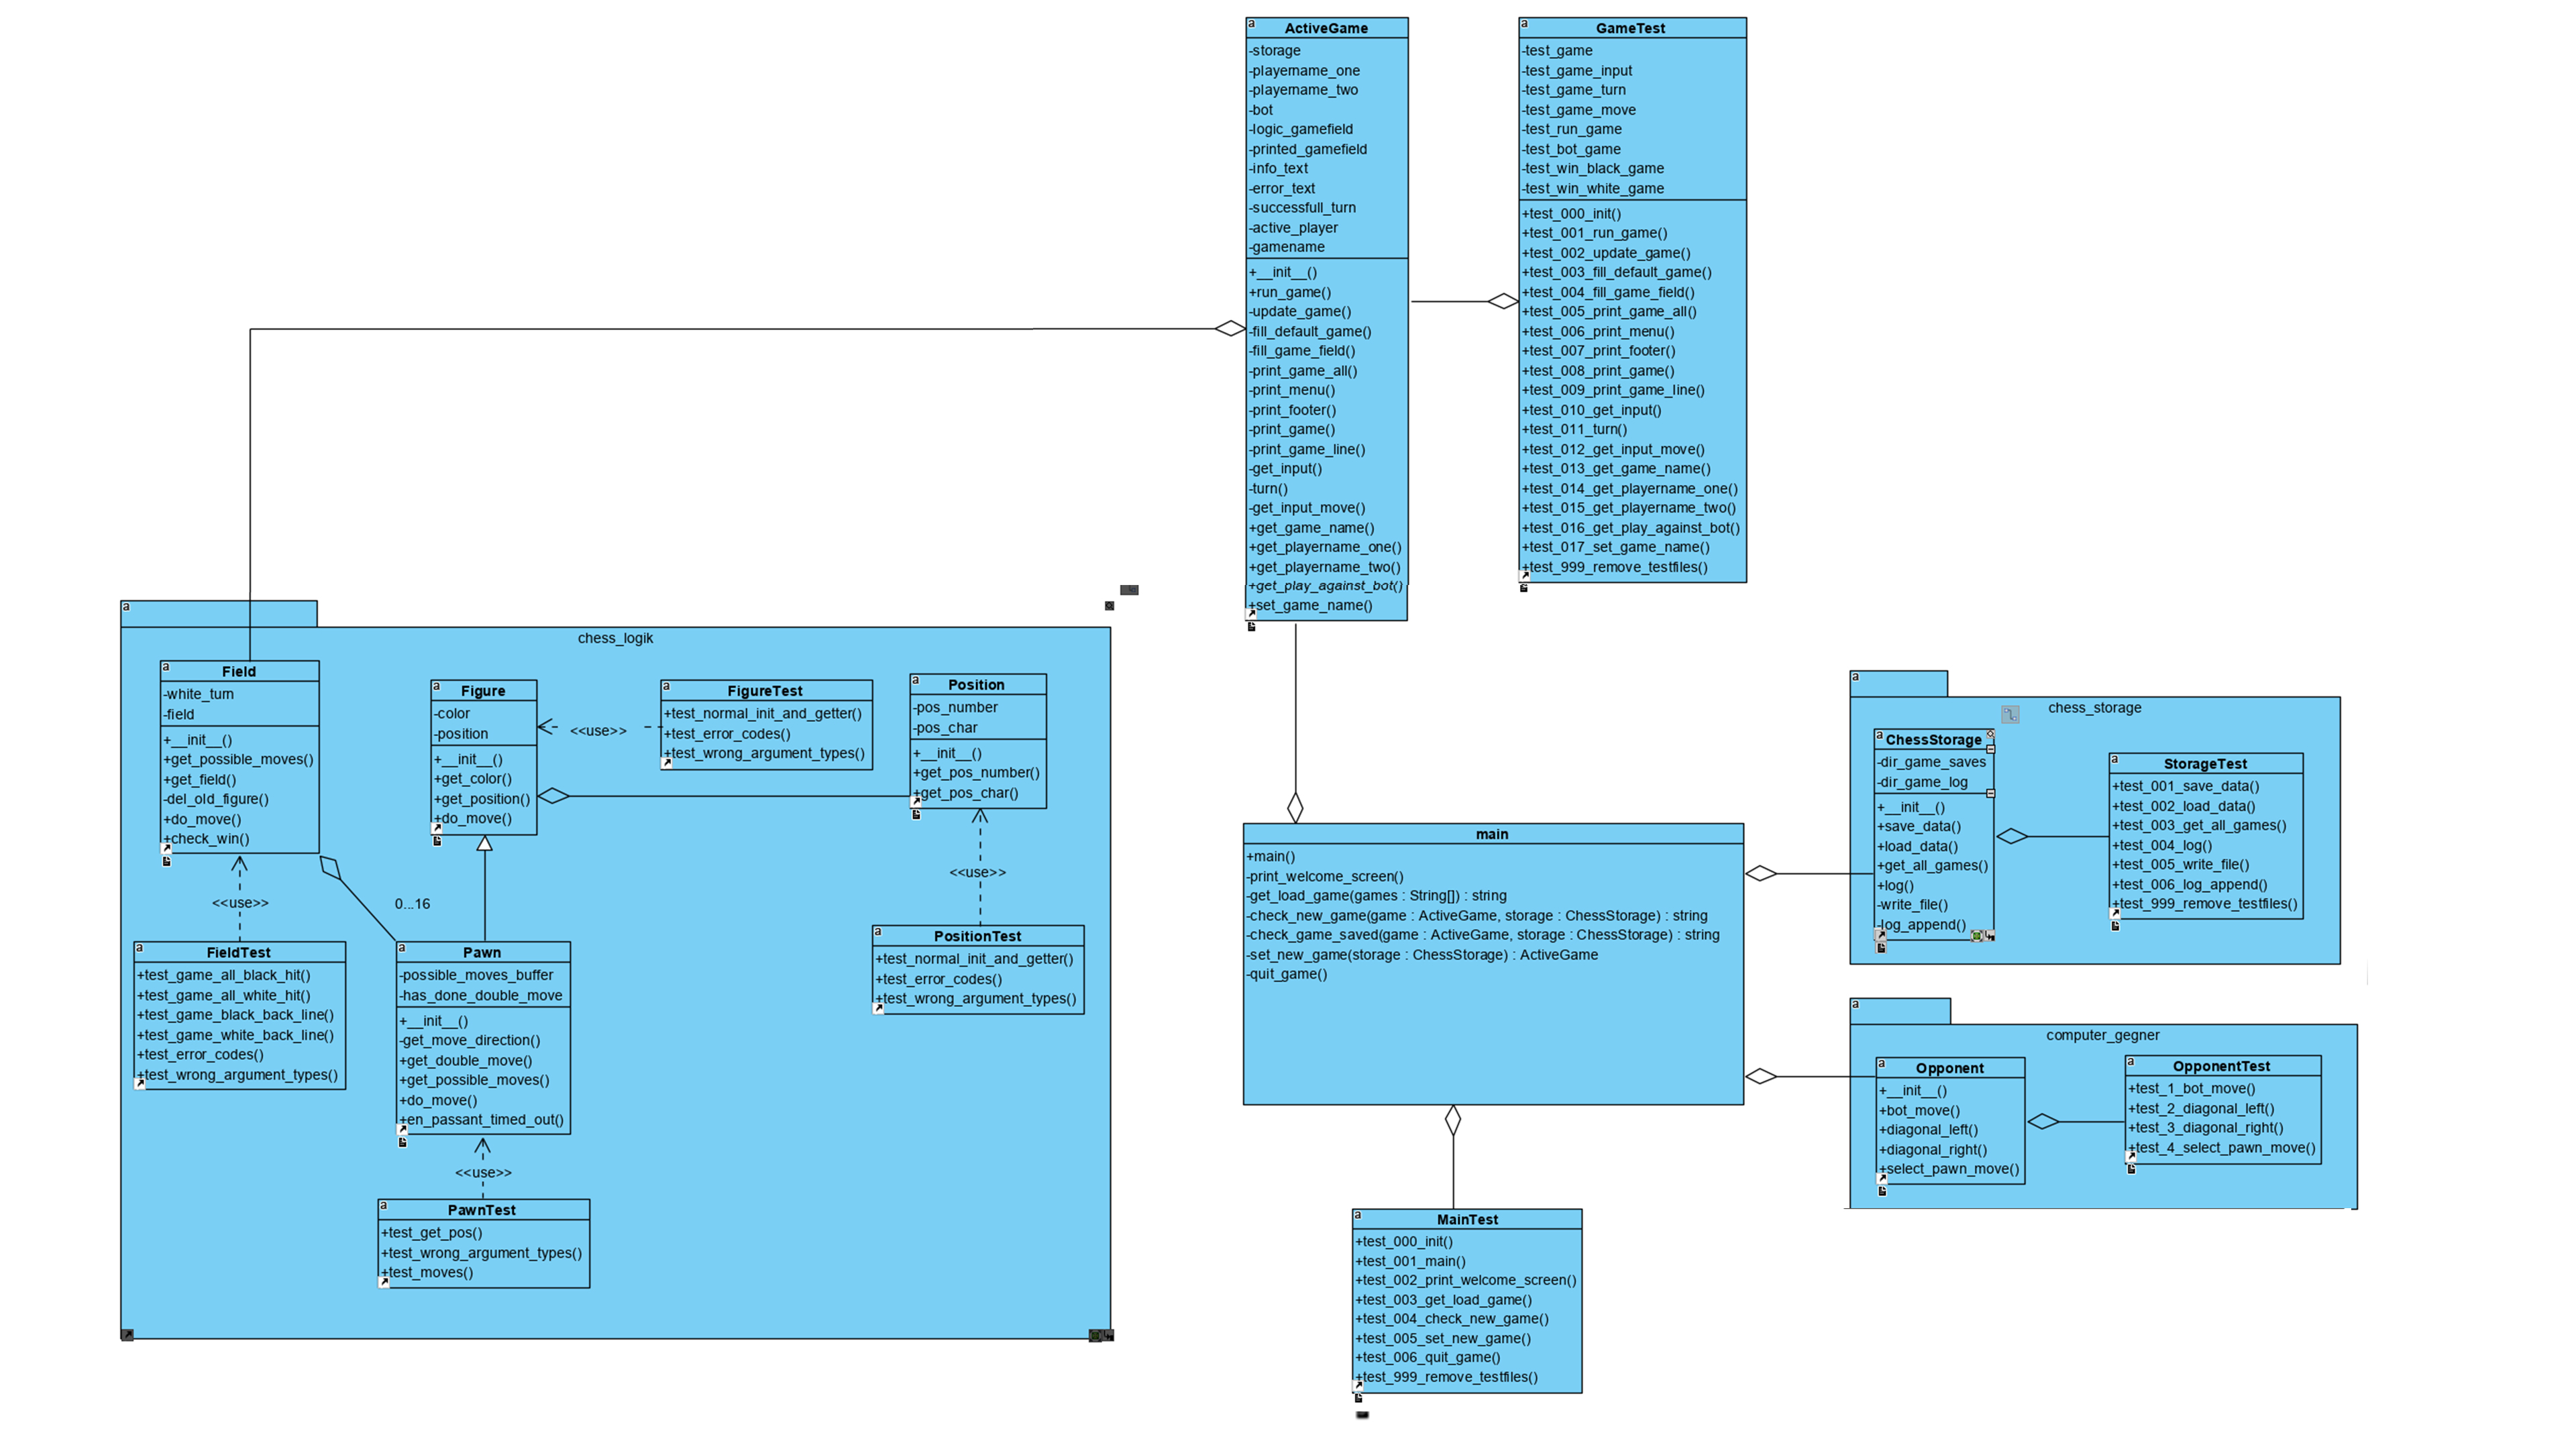 ActiveGame
-storage
-playername_one
-playername_two
-bot
-logic_gamefield
-printed_gamefield
-info_text
-error_text
-successfull_turn
-active_player
-gamename
+__init__()
+run_game()
-update_game()
-fill_default_game()
-fill_game_field()
-print_game_all()
-print_menu()
-print_footer()
-print_game()
-print_game_line()
-get_input()
-turn()
-get_input_move()
+get_game_name()
+get_playername_one()
+get_playername_two()
+get_play_against_bot()
+set_game_name()
GameTest
-test_game
-test_game_input
-test_game_turn
-test_game_move
-test_run_game
-test_bot_game
-test_win_black_game
-test_win_white_game
+test_000_init()
+test_001_run_game()
+test_002_update_game()
+test_003_fill_default_game()
+test_004_fill_game_field()
+test_005_print_game_all()
+test_006_print_menu()
+test_007_print_footer()
+test_008_print_game()
+test_009_print_game_line()
+test_010_get_input()
+test_011_turn()
+test_012_get_input_move()
+test_013_get_game_name()
+test_014_get_playername_one()
+test_015_get_playername_two()
+test_016_get_play_against_bot()
+test_017_set_game_name()
+test_999_remove_testfiles()
chess_logik
Field
-white_turn
-field
+__init__()
+get_possible_moves()
+get_field()
-del_old_figure()
+do_move()
+check_win()
Figure
-color
-position
+__init__()
+get_color()
+get_position()
+do_move()
<<use>>
FigureTest
+test_normal_init_and_getter()
+test_error_codes()
+test_wrong_argument_types()
Position
-pos_number
-pos_char
+__init__()
+get_pos_number()
+get_pos_char()
<<use>>
0...16
<<use>>
FieldTest
+test_game_all_black_hit()
+test_game_all_white_hit()
+test_game_black_back_line()
+test_game_white_back_line()
+test_error_codes()
+test_wrong_argument_types()
Pawn
-possible_moves_buffer
-has_done_double_move
+__init__()
-get_move_direction()
+get_double_move()
+get_possible_moves()
+do_move()
+en_passant_timed_out()
PositionTest
+test_normal_init_and_getter()
+test_error_codes()
+test_wrong_argument_types()
<<use>>
PawnTest
+test_get_pos()
+test_wrong_argument_types()
+test_moves()
main
+main()
-print_welcome_screen()
-get_load_game(games : String[]) : string
-check_new_game(game : ActiveGame, storage : ChessStorage) : string
-check_game_saved(game : ActiveGame, storage : ChessStorage) : string
-set_new_game(storage : ChessStorage) : ActiveGame
-quit_game()
MainTest
+test_000_init()
+test_001_main()
+test_002_print_welcome_screen()
+test_003_get_load_game()
+test_004_check_new_game()
+test_005_set_new_game()
+test_006_quit_game()
+test_999_remove_testfiles()
chess_storage
ChessStorage
-dir_game_saves
-dir_game_log
+__init__()
+save_data()
+load_data()
+get_all_games()
+log()
-write_file()
-log_append()
StorageTest
+test_001_save_data()
+test_002_load_data()
+test_003_get_all_games()
+test_004_log()
+test_005_write_file()
+test_006_log_append()
+test_999_remove_testfiles()
computer_gegner
Opponent
+__init__()
+bot_move()
+diagonal_left()
+diagonal_right()
+select_pawn_move()
OpponentTest
+test_1_bot_move()
+test_2_diagonal_left()
+test_3_diagonal_right()
+test_4_select_pawn_move()